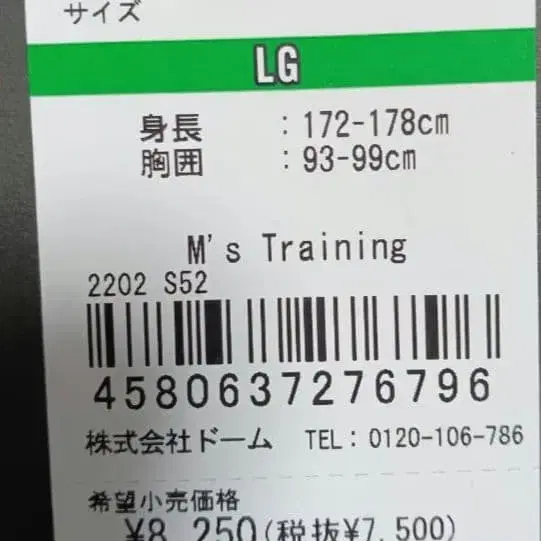 サイズ
LG
身長 : 172-178cm
胸囲 : 93-99cm
M's Training
2202 S52
4580637276796
株式会社ドーム TEL: 0120-106-786
希望小売価格
¥8,250(税抜¥7,500)